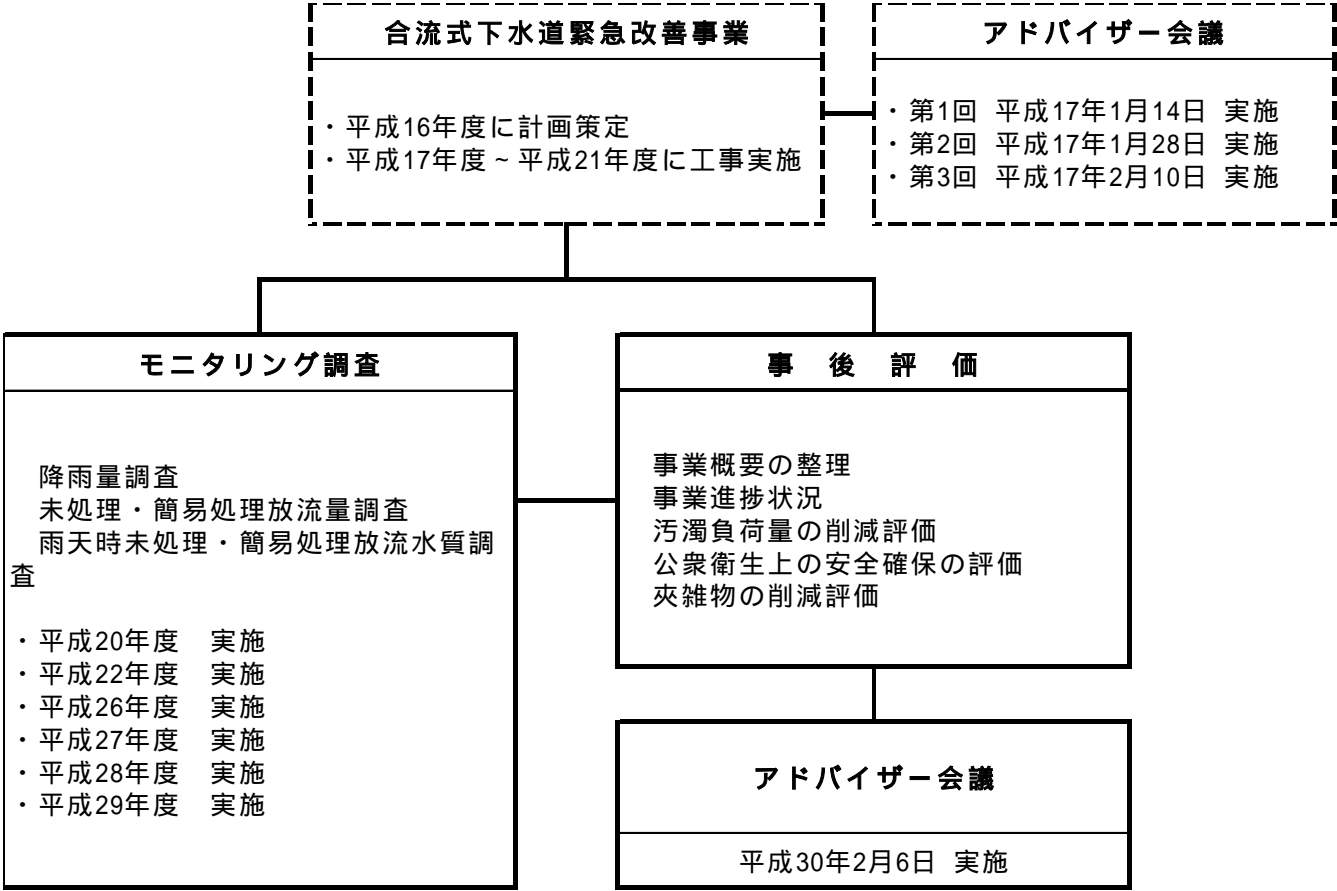 合流式下水道緊急改善事業
・平成16年度に計画策定
・平成17年度～平成21年度に工事実施
アドバイザー会議
・第1回 平成17年1月14日 実施
・第2回 平成17年1月28日 実施
・第3回 平成17年2月10日 実施
モニタリング調査
降雨量調査
未処理・簡易処理放流量調査
雨天時未処理・簡易処理放流水質調
査
・平成20年度 実施
・平成22年度 実施
・平成26年度 実施
・平成27年度 実施
・平成28年度 実施
・平成29年度 実施
事 後 評 価
事業概要の整理
事業進捗状況
汚濁負荷量の削減評価
公衆衛生上の安全確保の評価
夾雑物の削減評価
アドバイザー会議
平成30年2月6日 実施